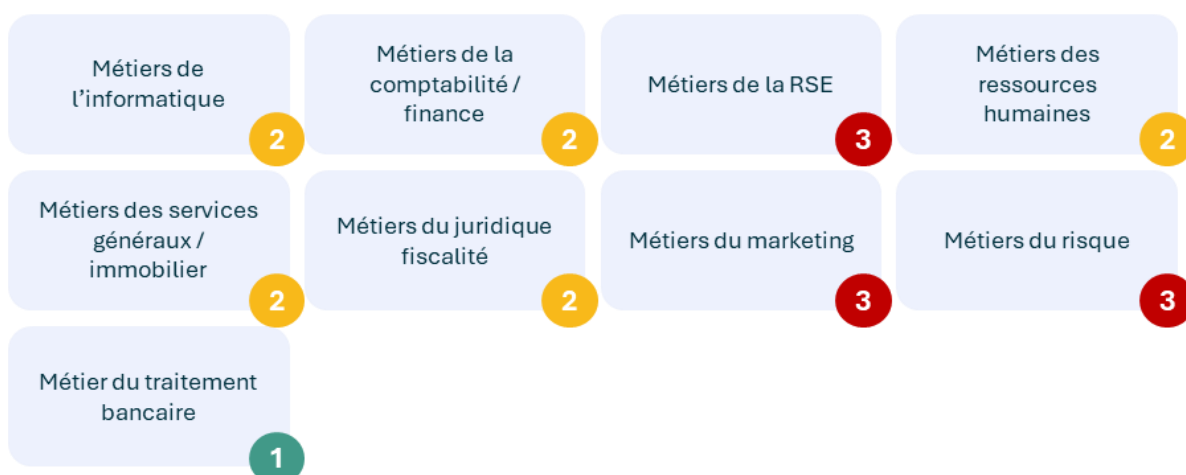 Métiers de
l’informatique
2
Métiers de la
comptabilité /
finance
2
Métiers de la RSE
3
Métiers des
ressources
humaines
2
Métiers des services
généraux /
immobilier
2
Métiers du juridique
fiscalité
2
Métiers du marketing
3
Métiers du risque
3
Métier du traitement
bancaire
1